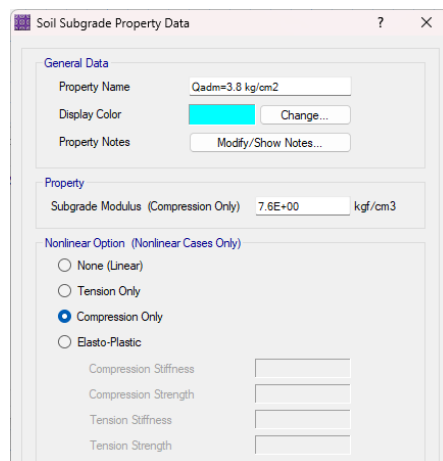 Soil Subgrade Property Data ? ×
General Data
Property Name Qadm=3.8 kg/cm2
Display Color Change...
Property Notes Modify/Show Notes...
Property
Subgrade Modulus (Compression Only) 7.6E+00 kgf/cm3
Nonlinear Option (Nonlinear Cases Only)
None (Linear)
Tension Only
Compression Only
Elasto-Plastic
Compression Stiffness
Compression Strength
Tension Stiffness
Tension Strength